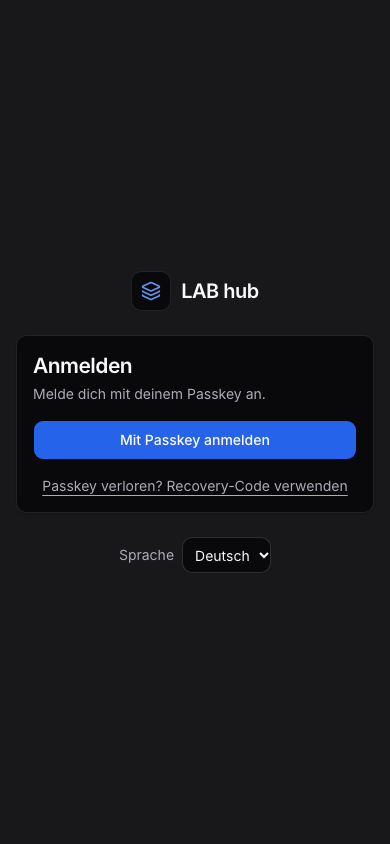 LAB hub
Anmelden
Melde dich mit deinem Passkey an.
Mit Passkey anmelden
Passkey verloren? Recovery-Code verwenden
Sprache Deutsch